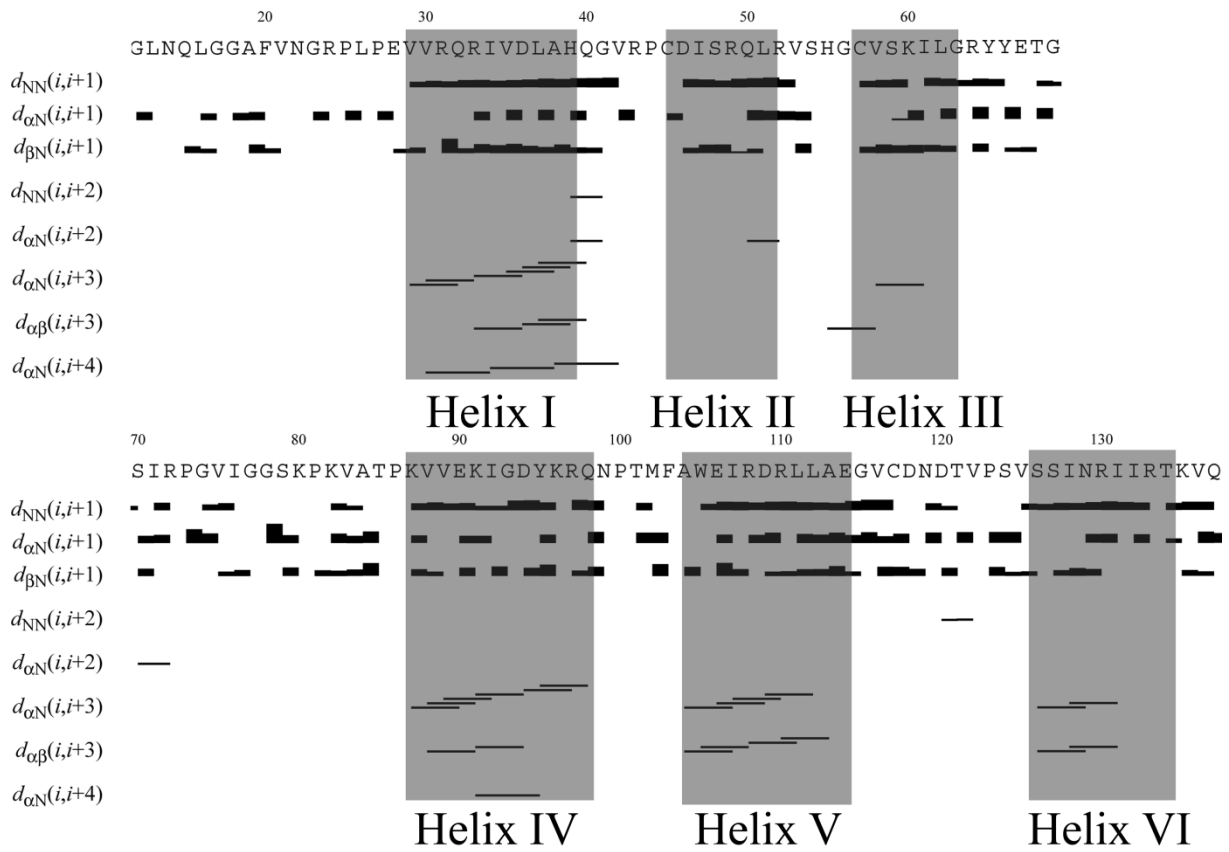 20 30 40 50 60
GLNQLGGAFVNGRPLPEVVRQRIVDLAHQGVRPCDISRQLRVSHGCVSKILGRYYETG
dNN(i,i+1)
dαN(i,i+1)
dβN(i,i+1)
dNN(i,i+2)
dαN(i,i+2)
dαN(i,i+3)
dαβ(i,i+3)
dαN(i,i+4)
Helix I Helix II Helix III
70 80 90 100 110 120 130
SIRPGVIGGSKPKVATPKVVEKIGDYKRQNPTMFAWEIRDRLLAEGVCDNDTVPSVSSINRIIRTKVQ
dNN(i,i+1)
dαN(i,i+1)
dβN(i,i+1)
dNN(i,i+2)
dαN(i,i+2)
dαN(i,i+3)
dαβ(i,i+3)
dαN(i,i+4)
Helix IV Helix V Helix VI